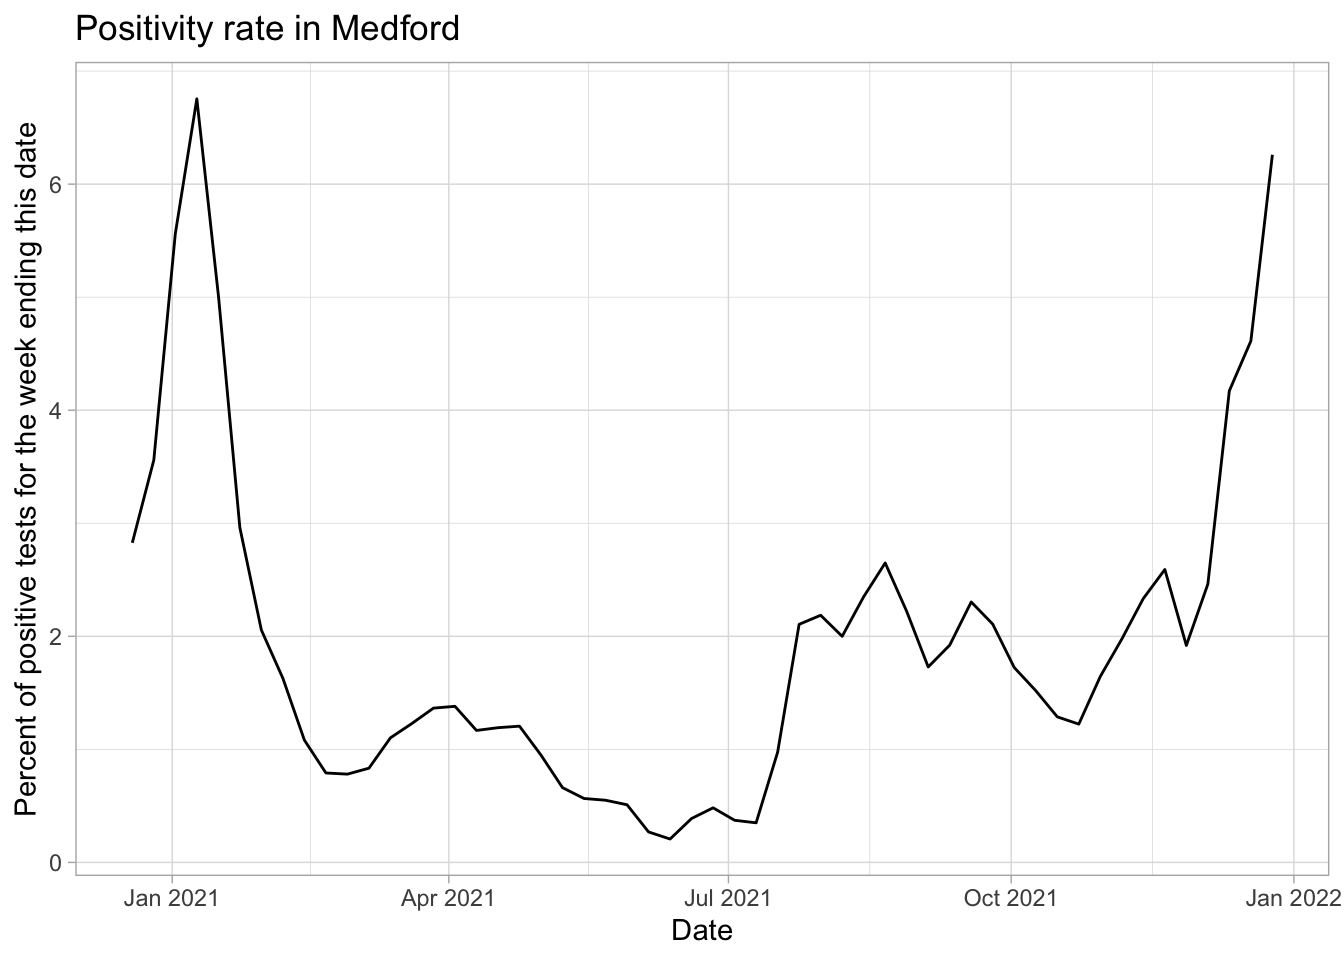 Positivity rate in Medford
Percent of positive tests for the week ending this date
6
4
2
0
Jan 2021
Apr 2021
Jul 2021
Oct 2021
Jan 2022
Date